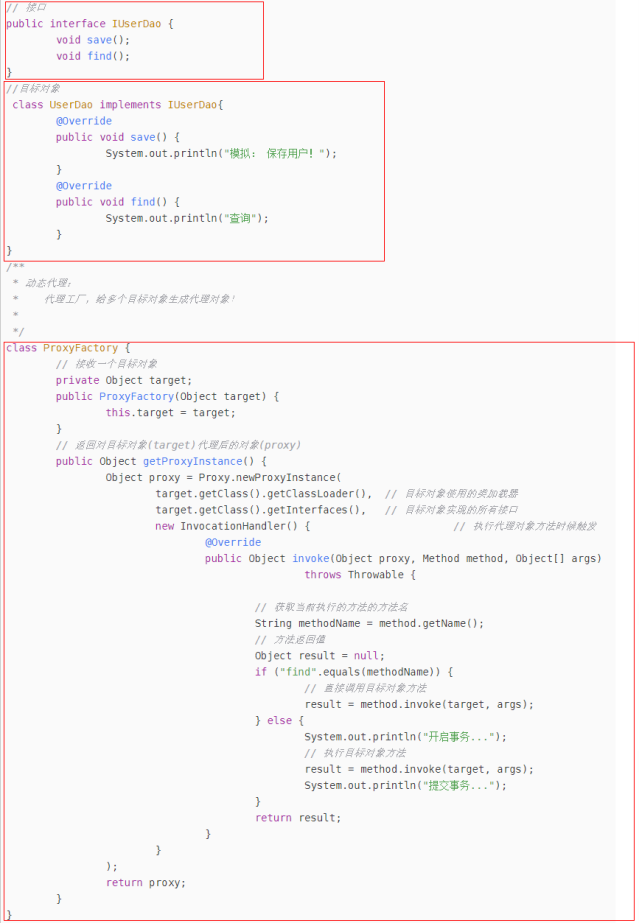 // 接口
public interface IUserDao {
void save();
void find();
}
//目标对象
class UserDao implements IUserDao{
@Override
public void save() {
System.out.println("模拟： 保存用户！");
}
@Override
public void find() {
System.out.println("查询");
}
}
/**
* 动态代理：
* 代理工厂，给多个目标对象生成代理对象！
*
*/
class ProxyFactory {
// 接收一个目标对象
private Object target;
public ProxyFactory(Object target) {
this.target = target;
}
// 返回对目标对象(target)代理后的对象(proxy)
public Object getProxyInstance() {
Object proxy = Proxy.newProxyInstance(
target.getClass().getClassLoader(), // 目标对象使用的类加载器
target.getClass().getInterfaces(), // 目标对象实现的所有接口
new InvocationHandler() { // 执行代理对象方法时候触发
@Override
public Object invoke(Object proxy, Method method, Object[] args)
throws Throwable {
// 获取当前执行的方法的方法名
String methodName = method.getName();
// 方法返回值
Object result = null;
if ("find".equals(methodName)) {
// 直接调用目标对象方法
result = method.invoke(target, args);
} else {
System.out.println("开启事务...");
// 执行目标对象方法
result = method.invoke(target, args);
System.out.println("提交事务...");
}
return result;
}
}
);
return proxy;
}
}